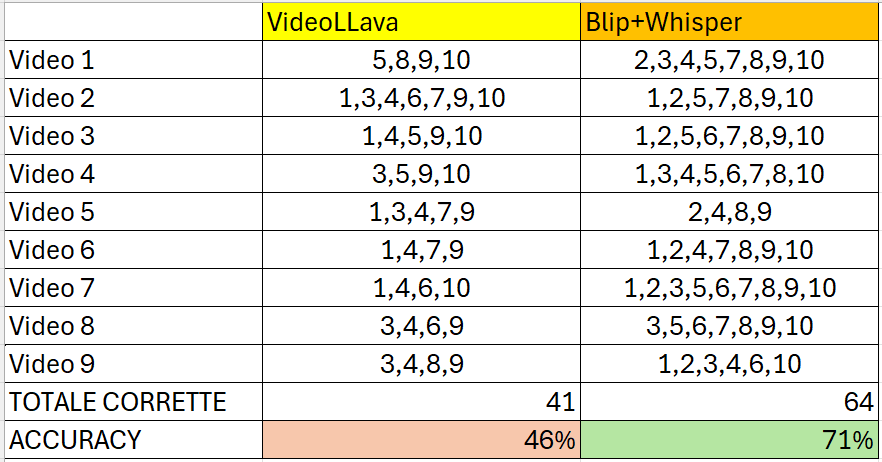 VideoLLava Blip+Whisper
Video 1 5,8,9,10 2,3,4,5,7,8,9,10
Video 2 1,3,4,6,7,9,10 1,2,5,7,8,9,10
Video 3 1,4,5,9,10 1,2,5,6,7,8,9,10
Video 4 3,5,9,10 1,3,4,5,6,7,8,10
Video 5 1,3,4,7,9 2,4,8,9
Video 6 1,4,7,9 1,2,4,7,8,9,10
Video 7 1,4,6,10 1,2,3,5,6,7,8,9,10
Video 8 3,4,6,9 3,5,6,7,8,9,10
Video 9 3,4,8,9 1,2,3,4,6,10
TOTALE CORRETTE 41 64
ACCURACY 46% 71%